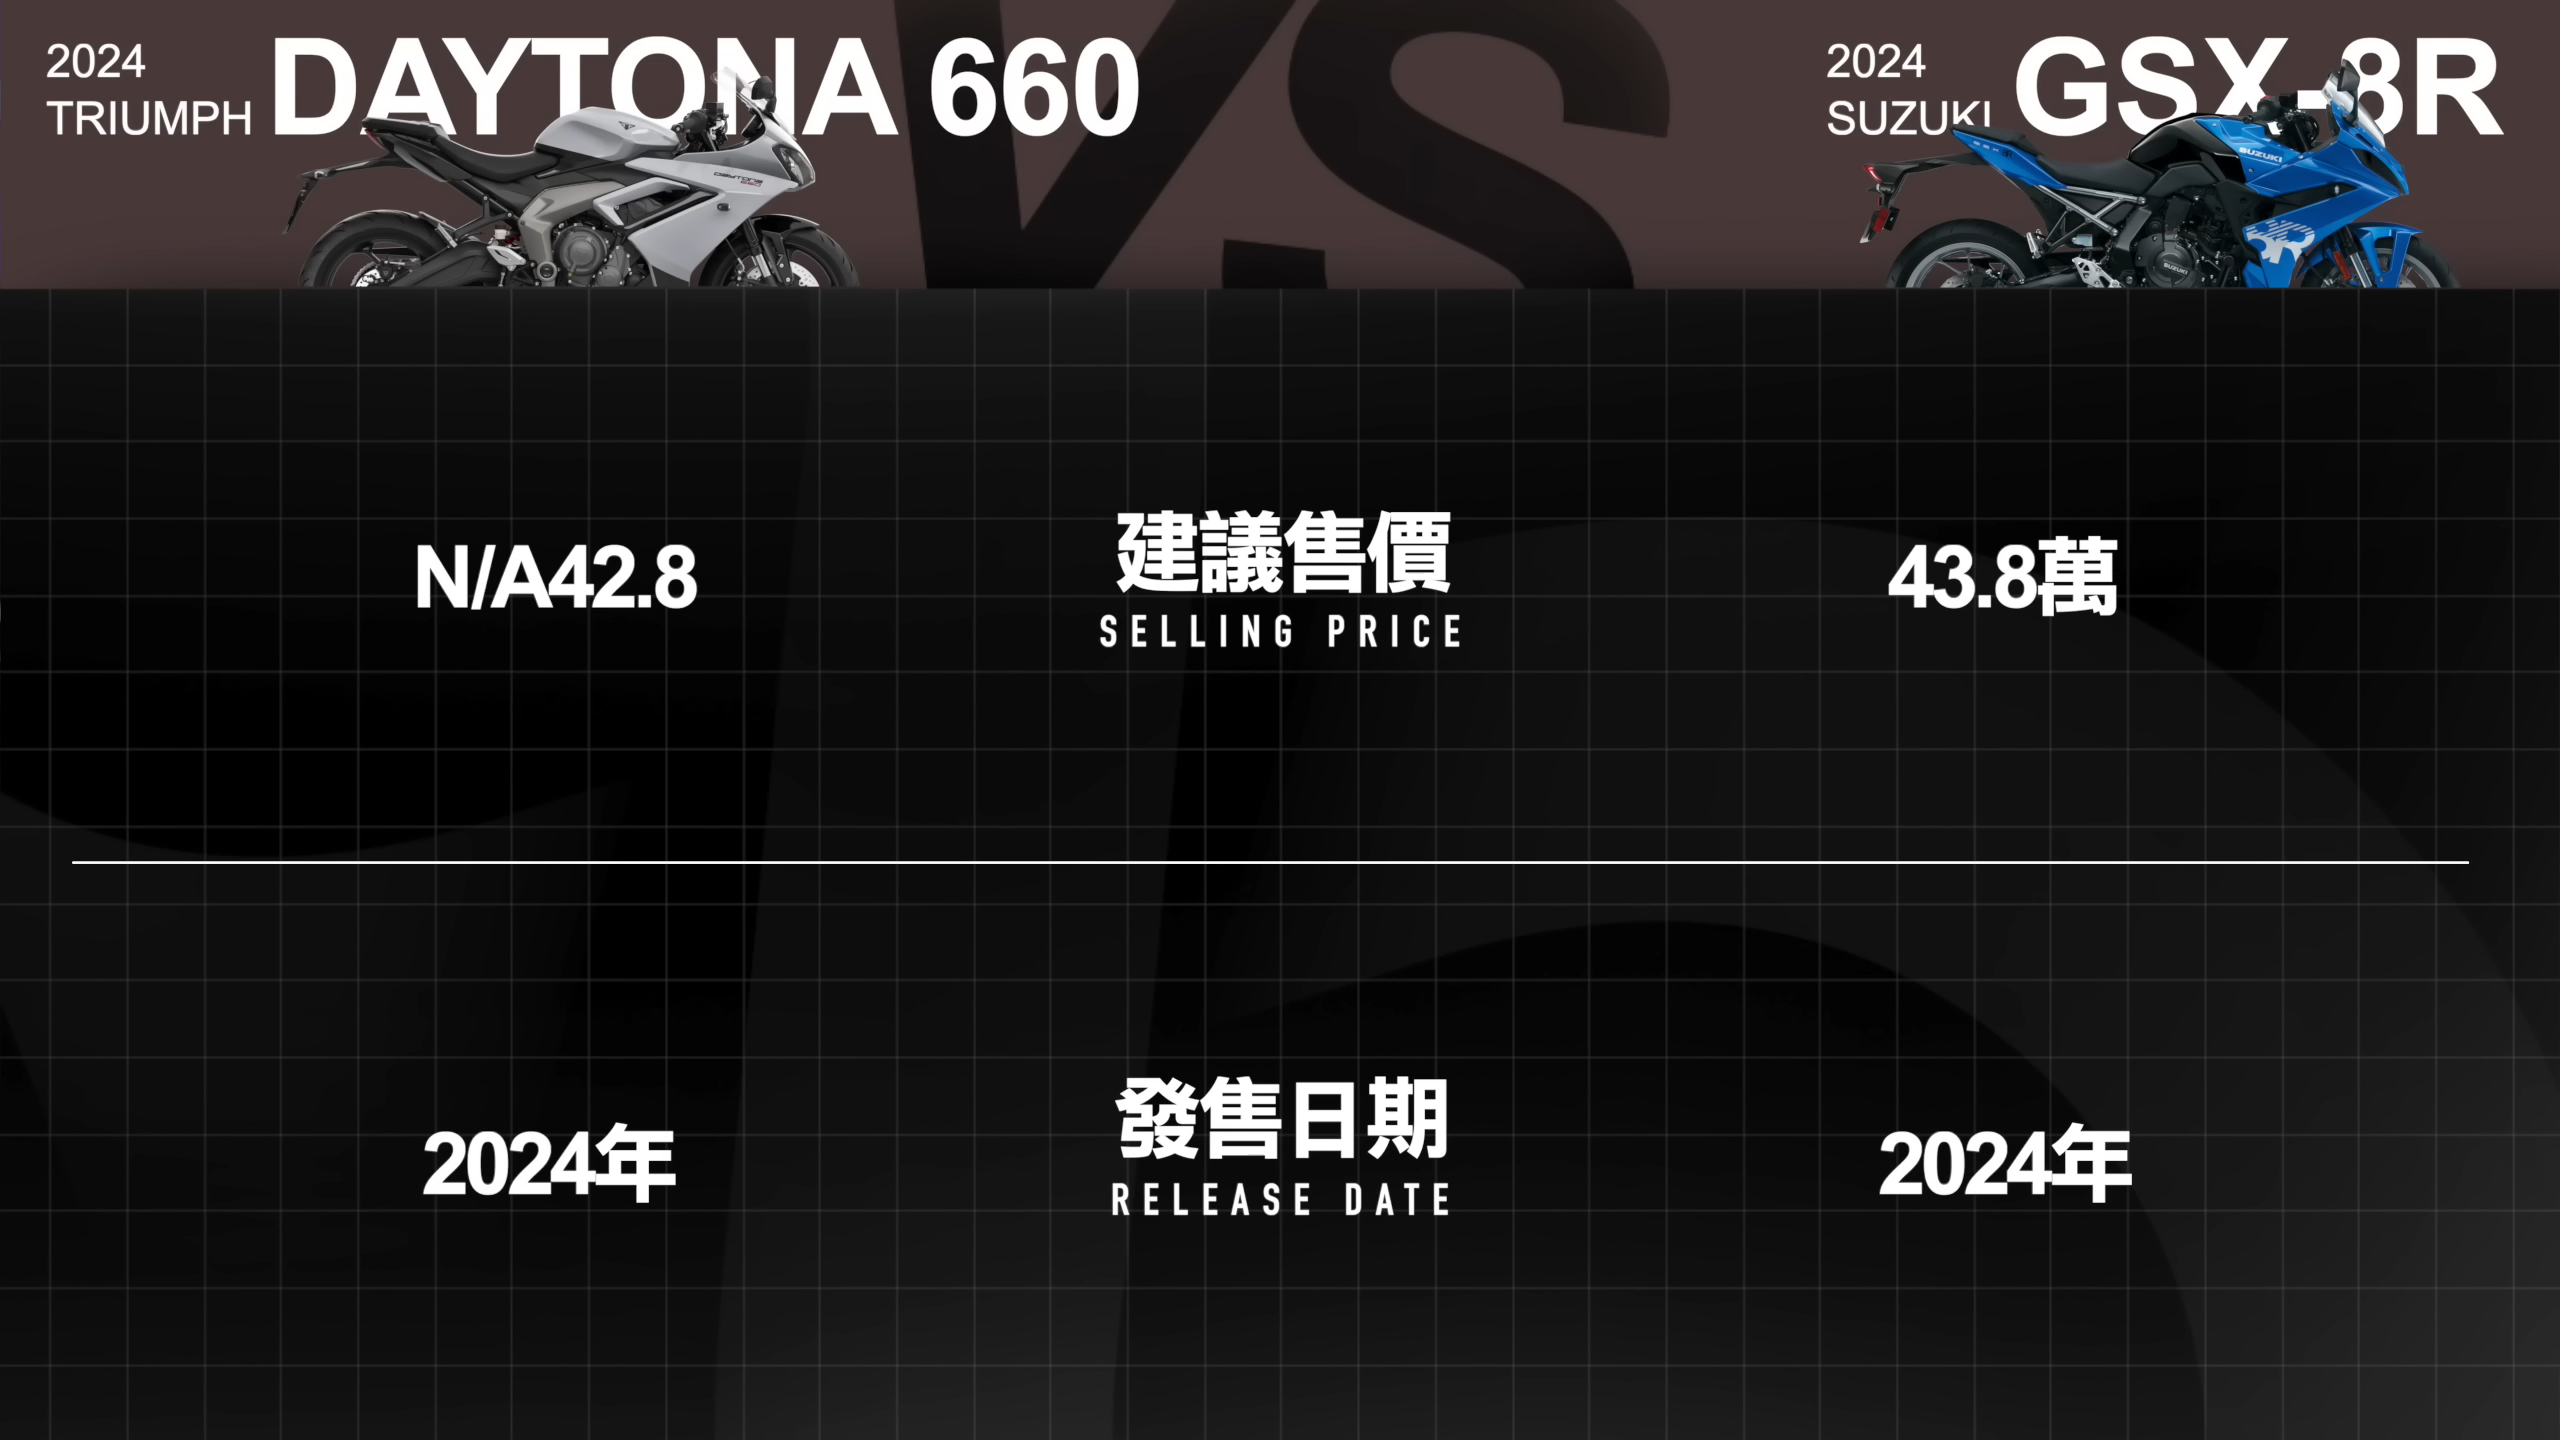 2024
TRIUMPH
DAYTONA 660
VS
2024
SUZUKI
GSX-8R
N/A42.8
建議售價
SELLING PRICE
43.8萬
2024年
發售日期
RELEASE DATE
2024年